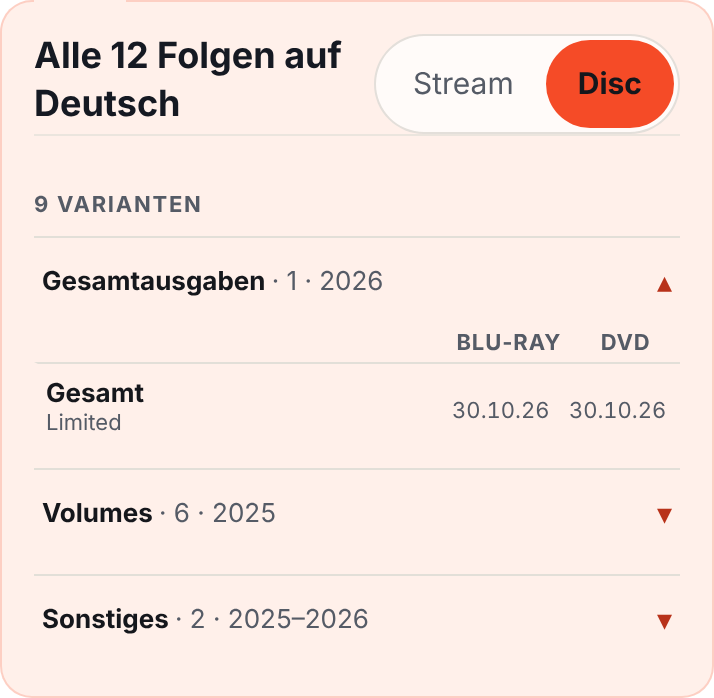 Alle 12 Folgen auf
Deutsch
Stream Disc
9 VARIANTEN
Gesamtausgaben · 1 · 2026 ▲
BLU-RAY DVD
Gesamt
Limited
30.10.26 30.10.26
Volumes · 6 · 2025 ▼
Sonstiges · 2 · 2025–2026 ▼